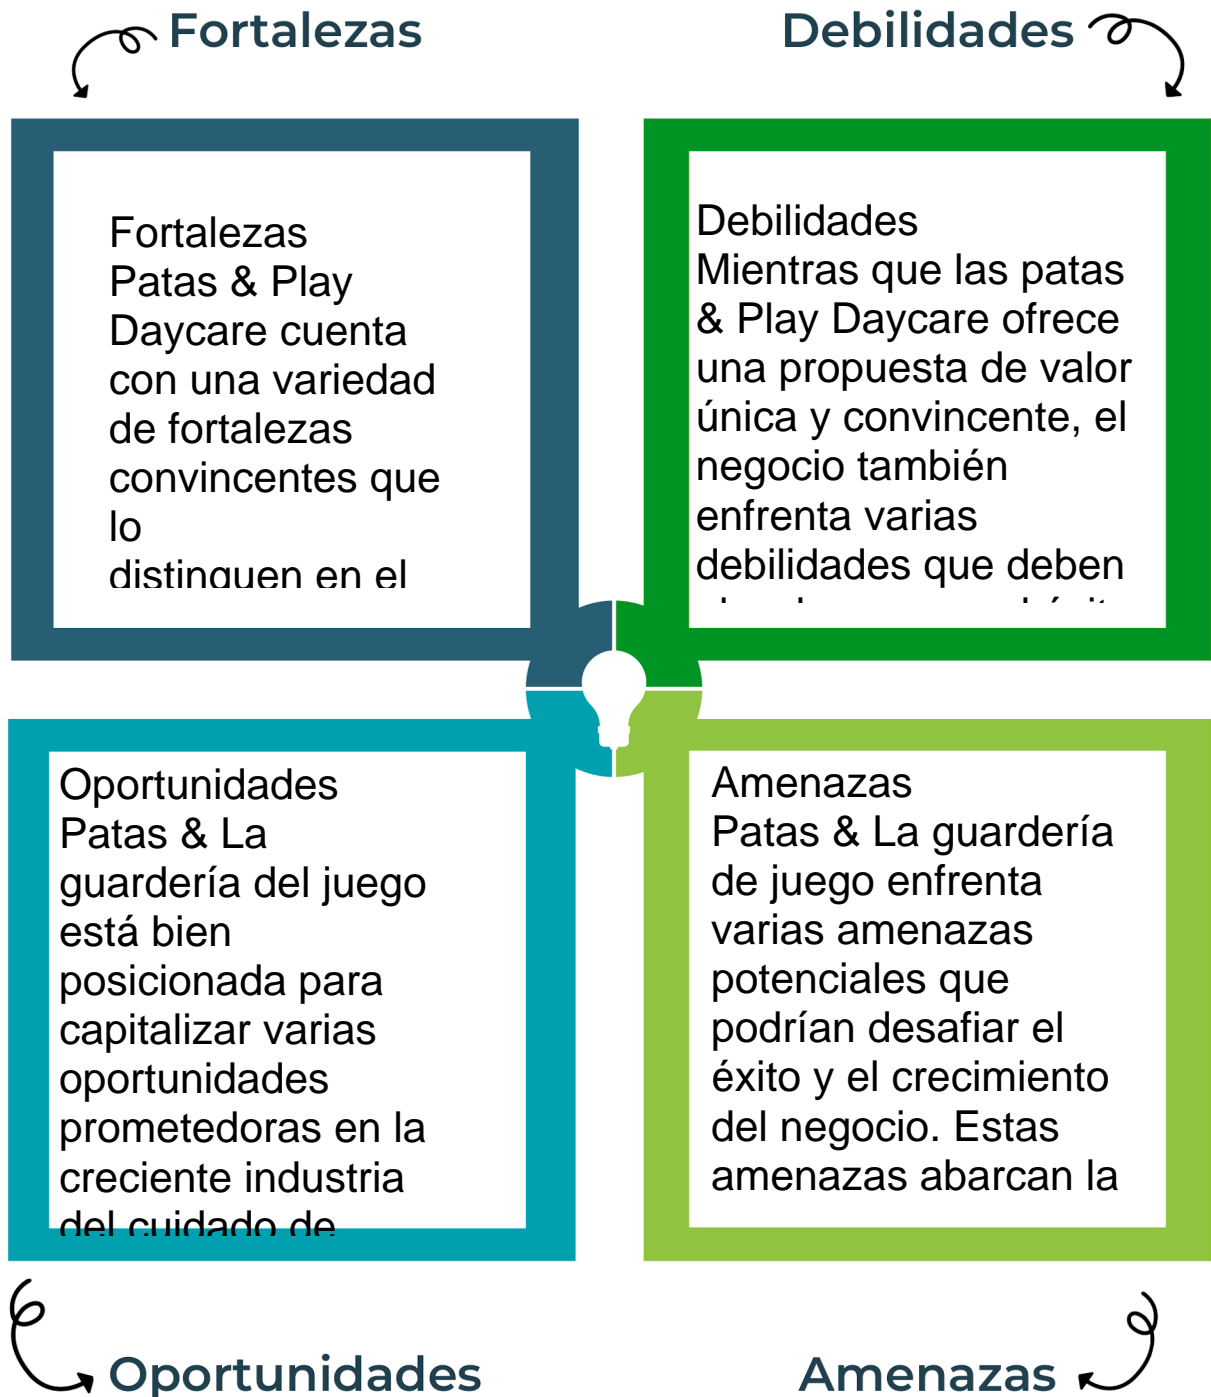 Fortalezas
Debilidades
Fortalezas
Patas & Play
Daycare cuenta
con una variedad
de fortalezas
convincentes que
lo
distinguen en el
Debilidades
Mientras que las patas
& Play Daycare ofrece
una propuesta de valor
única y convincente, el
negocio también
enfrenta varias
debilidades que deben
Oportunidades
Patas & La
guardería del juego
está bien
posicionada para
capitalizar varias
oportunidades
prometedoras en la
creciente industria
del cuidado de
Amenazas
Patas & La guardería
de juego enfrenta
varias amenazas
potenciales que
podrían desafiar el
éxito y el crecimiento
del negocio. Estas
amenazas abarcan la
Oportunidades
Amenazas